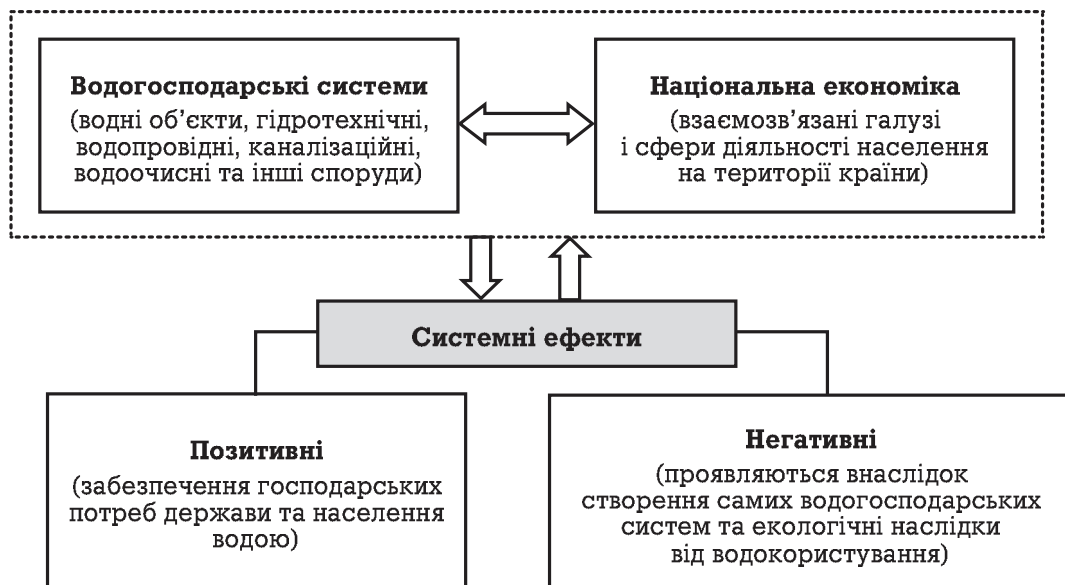 Водогосподарські системи
(водні об’єкти, гідротехнічні,
водопровідні, каналізаційні,
водоочисні та інші споруди)
Національна економіка
(взаємозв’язані галузі
і сфери діяльності населення
на території країни)
Системні ефекти
Позитивні
(забезпечення господарських
потреб держави та населення
водою)
Негативні
(проявляються внаслідок
створення самих водогосподарських
систем та екологічні наслідки
від водокористування)